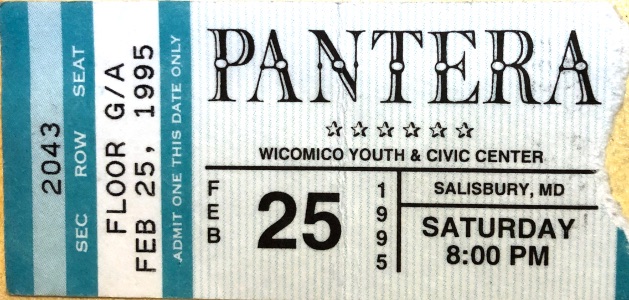 2043
SEC ROW SEAT
FLOOR G/A
FEB 25, 1995
ADMIT ONE THIS DATE ONLY
PANTERA
WICOMICO YOUTH & CIVIC CENTER
FEB
25
1995
SALISBURY, MD
SATURDAY
8:00 PM